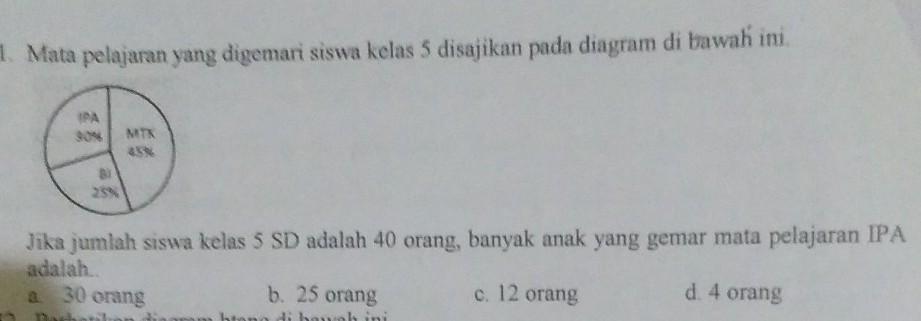 1. Mata pelajaran yang digemari siswa kelas 5 disajikan pada diagram di bawah ini.
IPA
30%
MTK
45%
BI
25%
Jika jumlah siswa kelas 5 SD adalah 40 orang, banyak anak yang gemar mata pelajaran IPA
adalah..
a. 30 orang b. 25 orang c. 12 orang d. 4 orang